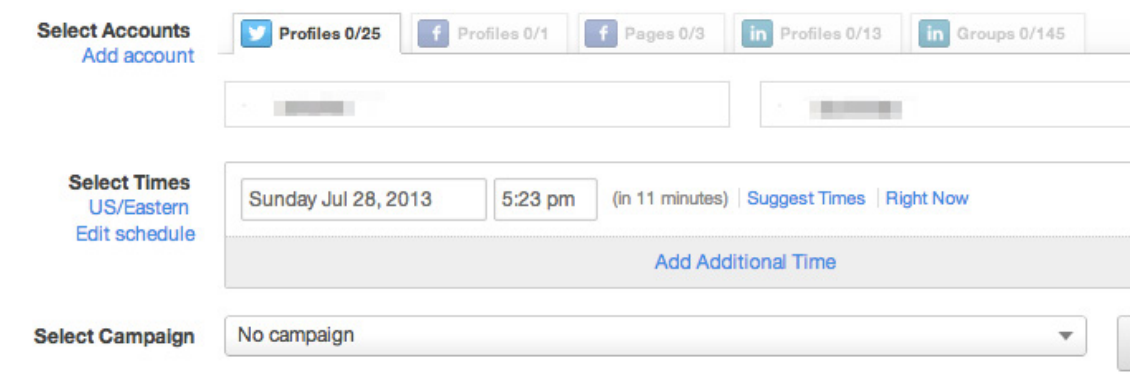 Select Accounts
Add account
Profiles 0/25
Profiles 0/1
Pages 0/3
Profiles 0/13
Groups 0/145
Select Times
US/Eastern
Edit schedule
Sunday Jul 28, 2013
5:23 pm
(in 11 minutes)
Suggest Times
Right Now
Add Additional Time
Select Campaign
No campaign